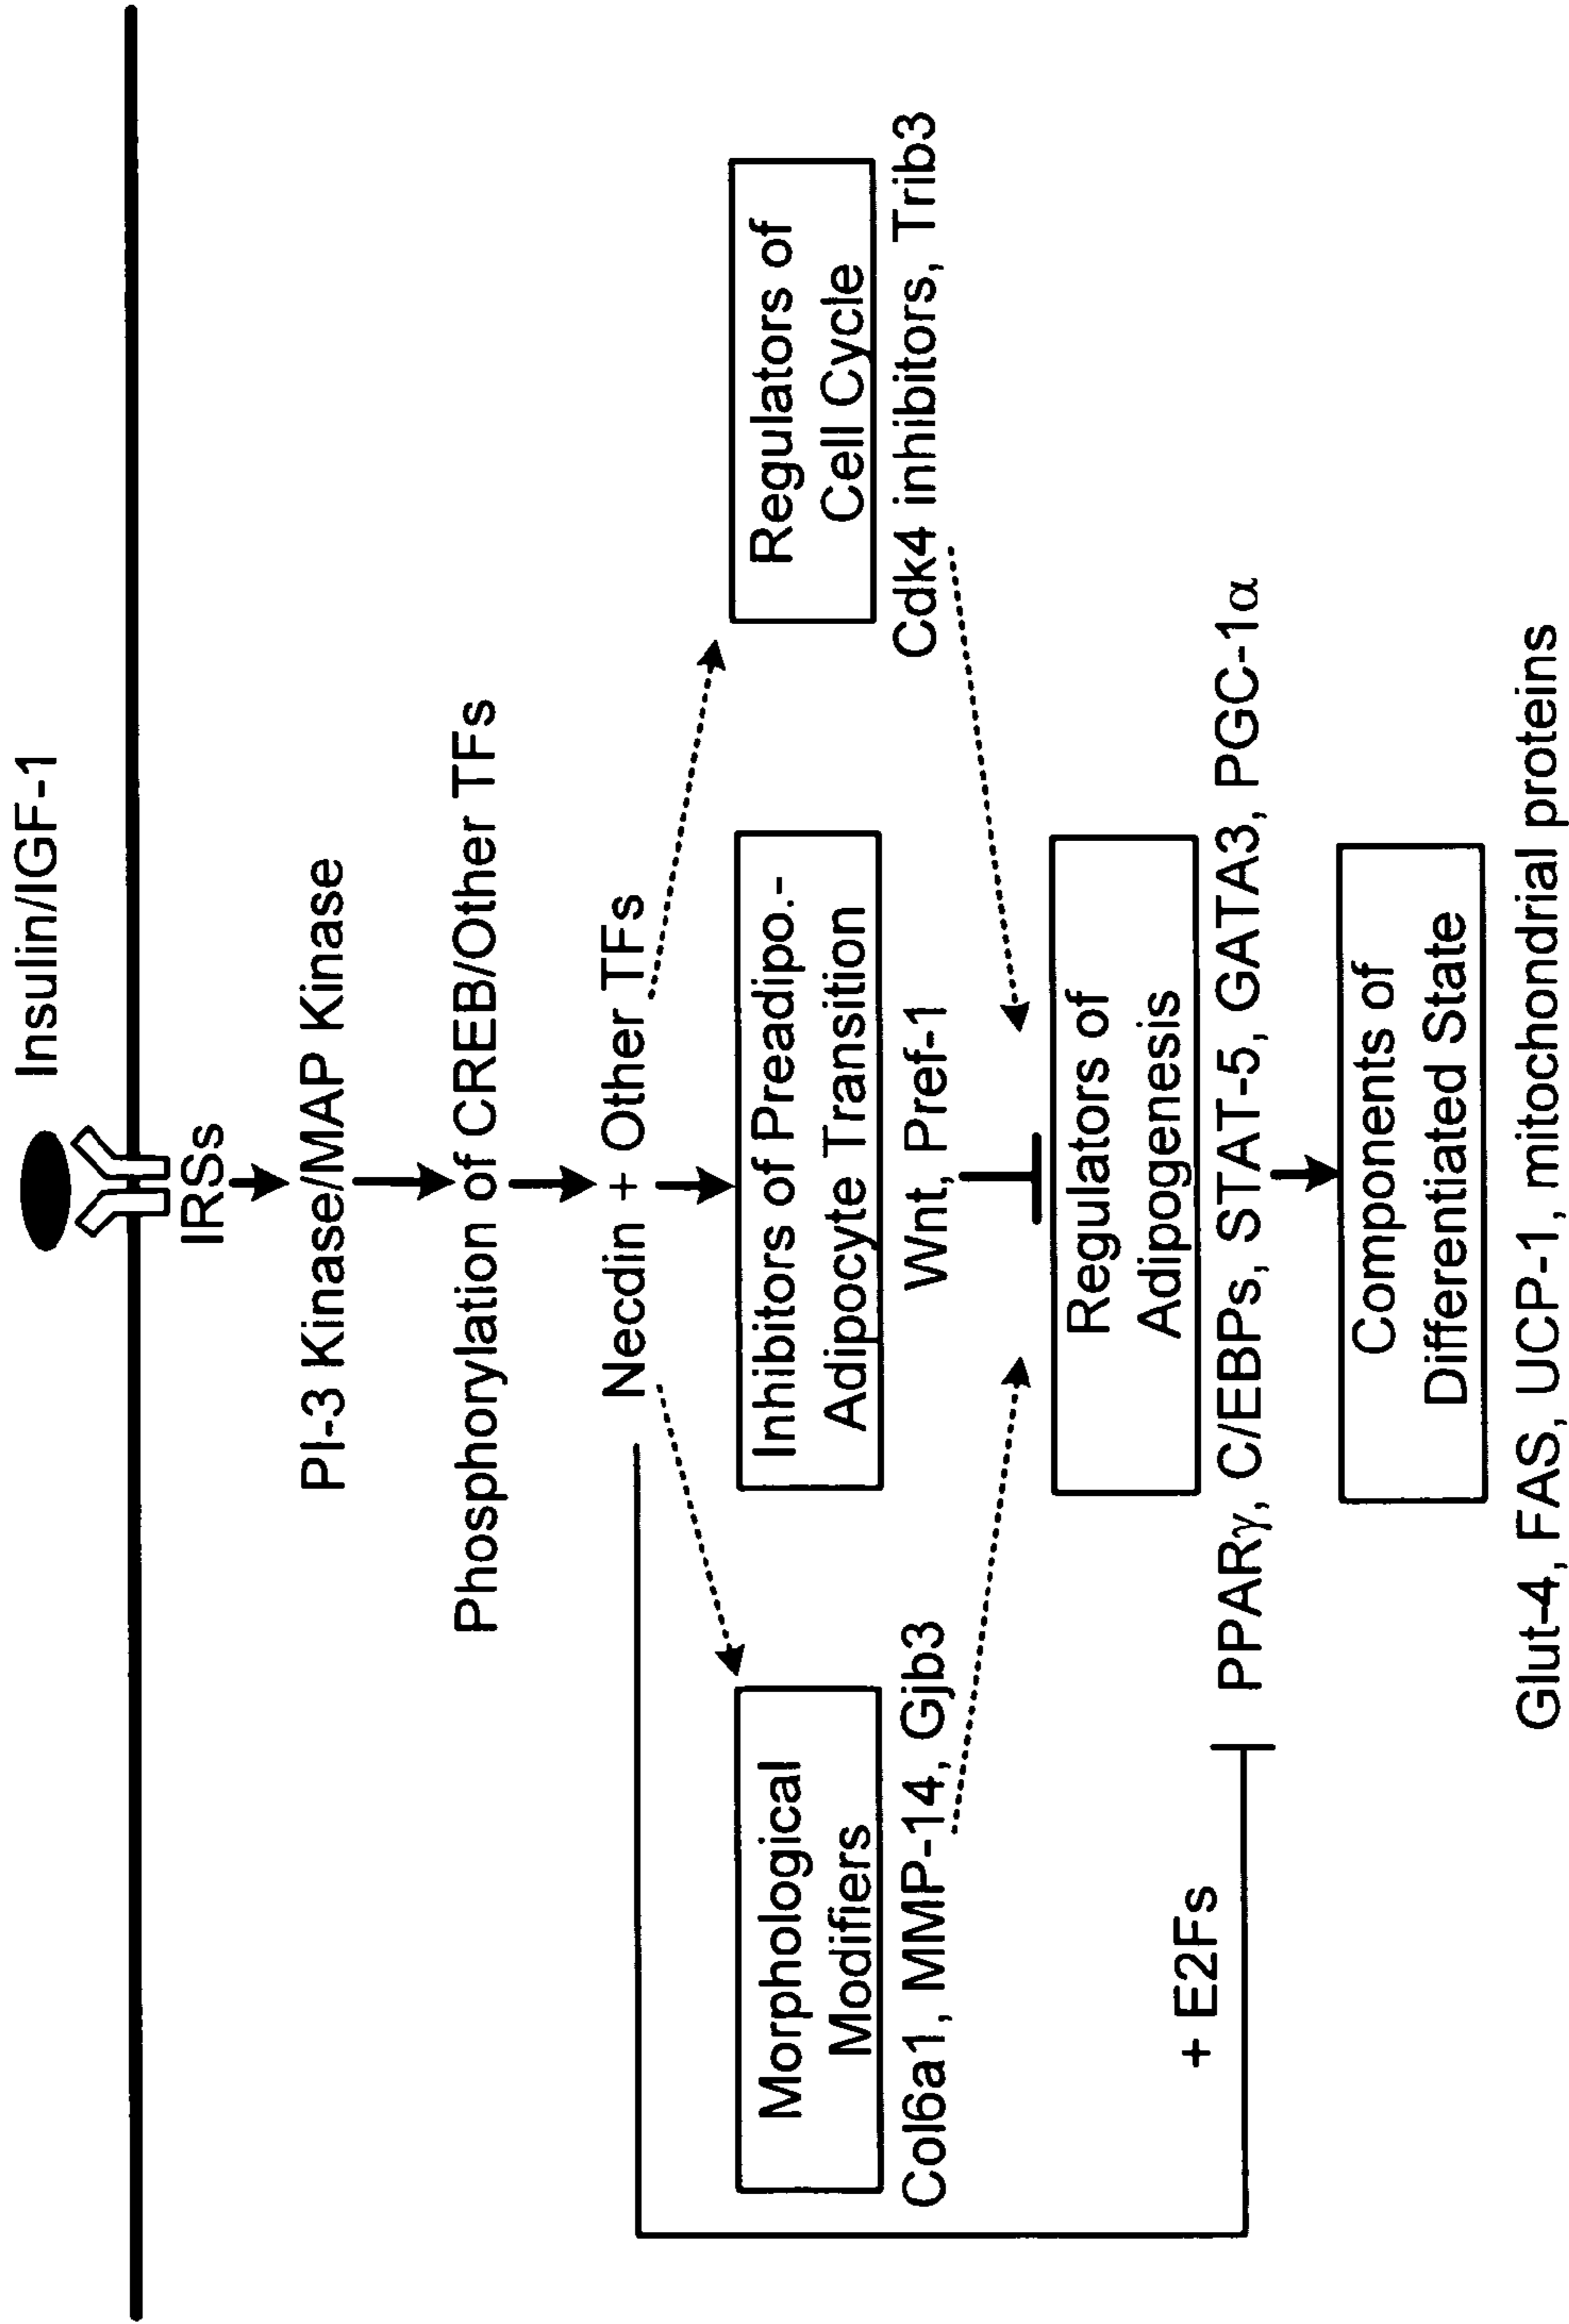 Insulin/IGF-1
IRSs
PI-3 Kinase/MAP Kinase
Phosphorylation of CREB/Other TFs
Necdin + Other TFs
Morphological
Modifiers
Col6a1, MMP-14, Gjb3
Inhibitors of Preadipo.-
Adipocyte Transition
Wnt, Pref-1
Regulators of
Cell Cycle
Cdk4 inhibitors, Trib3
Regulators of
Adipogenesis
+ E2Fs
PPARγ, C/EBPs, STAT-5, GATA3, PGC-1α
Components of
Differentiated State
Glut-4, FAS, UCP-1, mitochondrial proteins